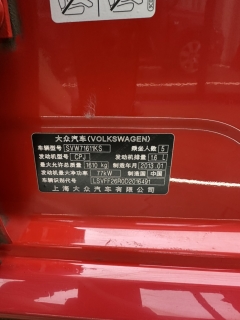 大众汽车(VOLKSWAGEN)
车辆型号 SVW71611KS 乘坐人数 5
发动机型号 CPJ 发动机排量 1.6 L
最大允许总质量 1610 kg 制造年月 2013.01
发动机最大净功率 77kW 制造国 中国
车辆识别代号 LSVFF26R0D2016491
上海大众汽车有限公司